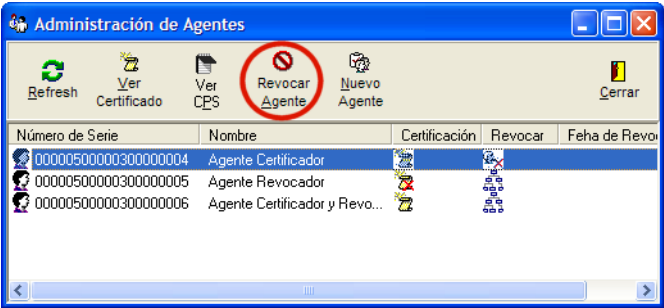 Administración de Agentes
Refresh
Ver
Certificado
Ver
CPS
Revocar
Agente
Nuevo
Agente
Cerrar
Número de Serie Nombre Certificación Revocar Feha de Revo
00000500000300000004 Agente Certificador
00000500000300000005 Agente Revocador
00000500000300000006 Agente Certificador y Revo...